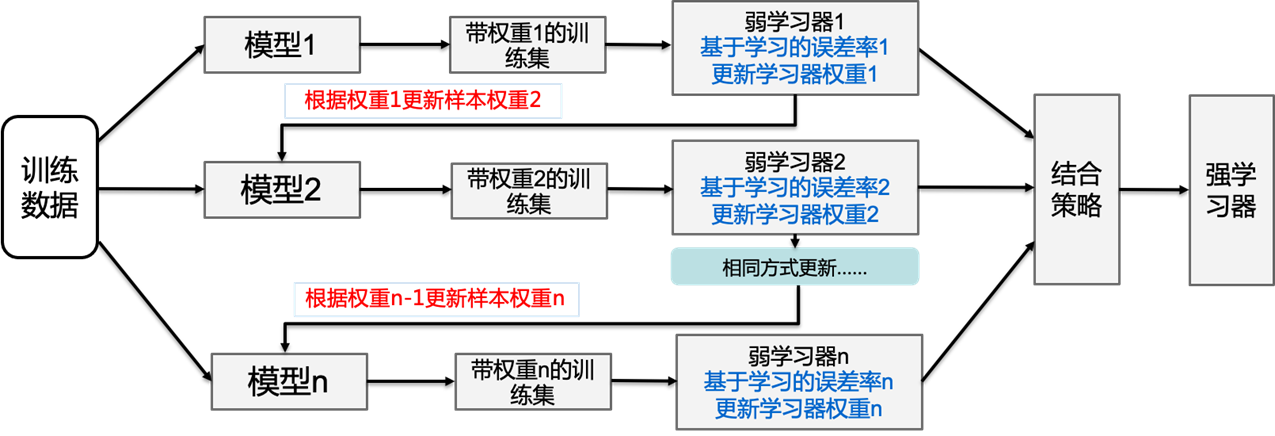 训练
数据
模型1
带权重1的训
练集
弱学习器1
基于学习的误差率1
更新学习器权重1
根据权重1更新样本权重2
模型2
带权重2的训
练集
弱学习器2
基于学习的误差率2
更新学习器权重2
相同方式更新......
根据权重n-1更新样本权重n
模型n
带权重n的训
练集
弱学习器n
基于学习的误差率n
更新学习器权重n
结合
策略
强学
习器